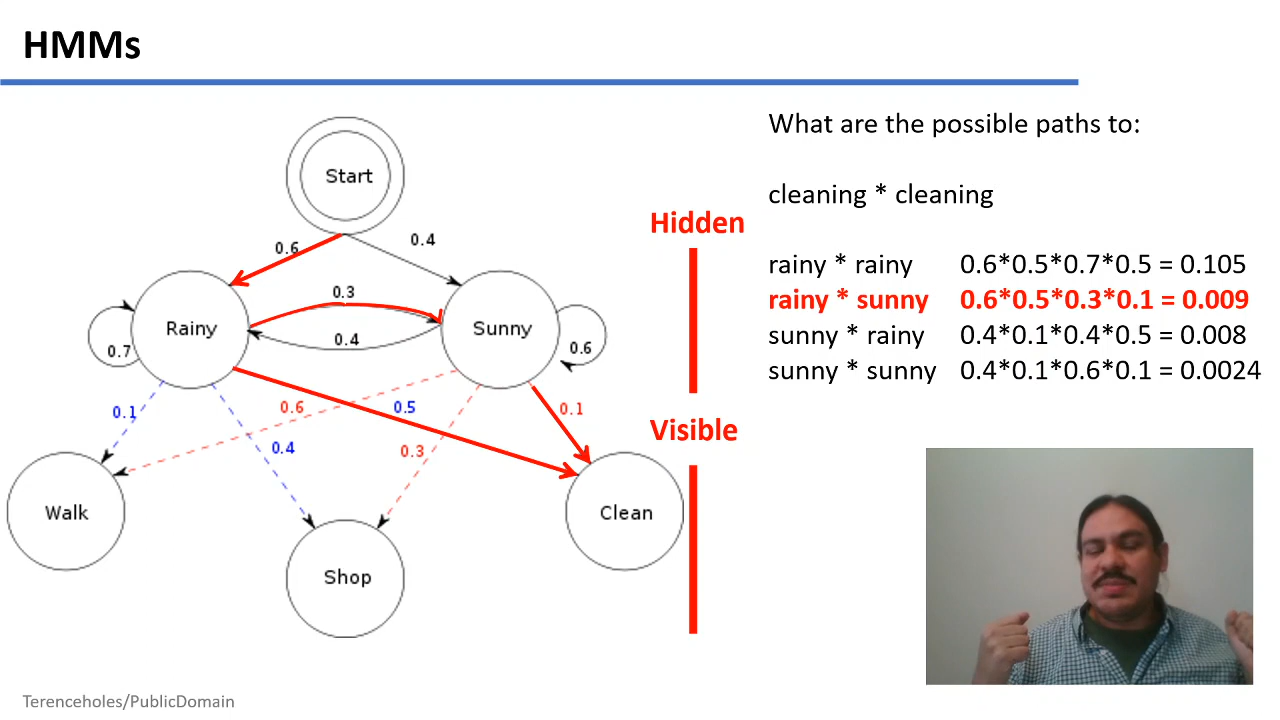 HMMs
What are the possible paths to:
cleaning * cleaning
rainy * rainy 0.6*0.5*0.7*0.5 = 0.105
rainy * sunny 0.6*0.5*0.3*0.1 = 0.009
sunny * rainy 0.4*0.1*0.4*0.5 = 0.008
sunny * sunny 0.4*0.1*0.6*0.1 = 0.0024
Start
Hidden
0.6
0.4
0.3
Rainy
Sunny
0.4
0.7
0.6
0.1
0.6
0.5
0.1
Visible
0.4
0.3
Walk
Clean
Shop
Terenceholes/PublicDomain